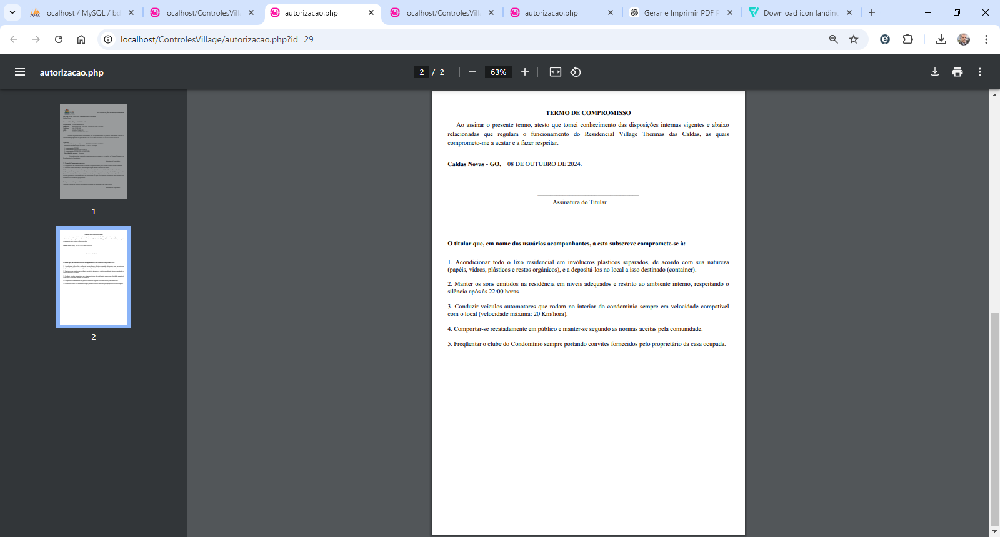 localhost / MySQL / bd
localhost/ControlesVilla
autorizacao.php
localhost/ControlesVill
autorizacao.php
Gerar e Imprimir PDF
Download icon landing
localhost/ControlesVillage/autorizacao.php?id=29
autorizacao.php
2 / 2
63%
1
2
TERMO DE COMPROMISSO
Ao assinar o presente termo, atesto que tomei conhecimento das disposições internas vigentes e abaixo
relacionadas que regulam o funcionamento do Residencial Village Thermas das Caldas, as quais
comprometo-me a acatar e a fazer respeitar.
Caldas Novas - GO, 08 DE OUTUBRO DE 2024.
Assinatura do Titular
O titular que, em nome dos usuários acompanhantes, a esta subscreve compromete-se à:
1. Acondicionar todo o lixo residencial em invólucros plásticos separados, de acordo com sua natureza
(papéis, vidros, plásticos e restos orgânicos), e a depositá-los no local a isso destinado (container).
2. Manter os sons emitidos na residência em níveis adequados e restrito ao ambiente interno, respeitando o
silêncio após às 22:00 horas.
3. Conduzir veículos automotores que rodam no interior do condomínio sempre em velocidade compatível
com o local (velocidade máxima: 20 Km/hora).
4. Comportar-se recatadamente em público e manter-se segundo as normas aceitas pela comunidade.
5. Freqüentar o clube do Condomínio sempre portando convites fornecidos pelo proprietário da casa ocupada.